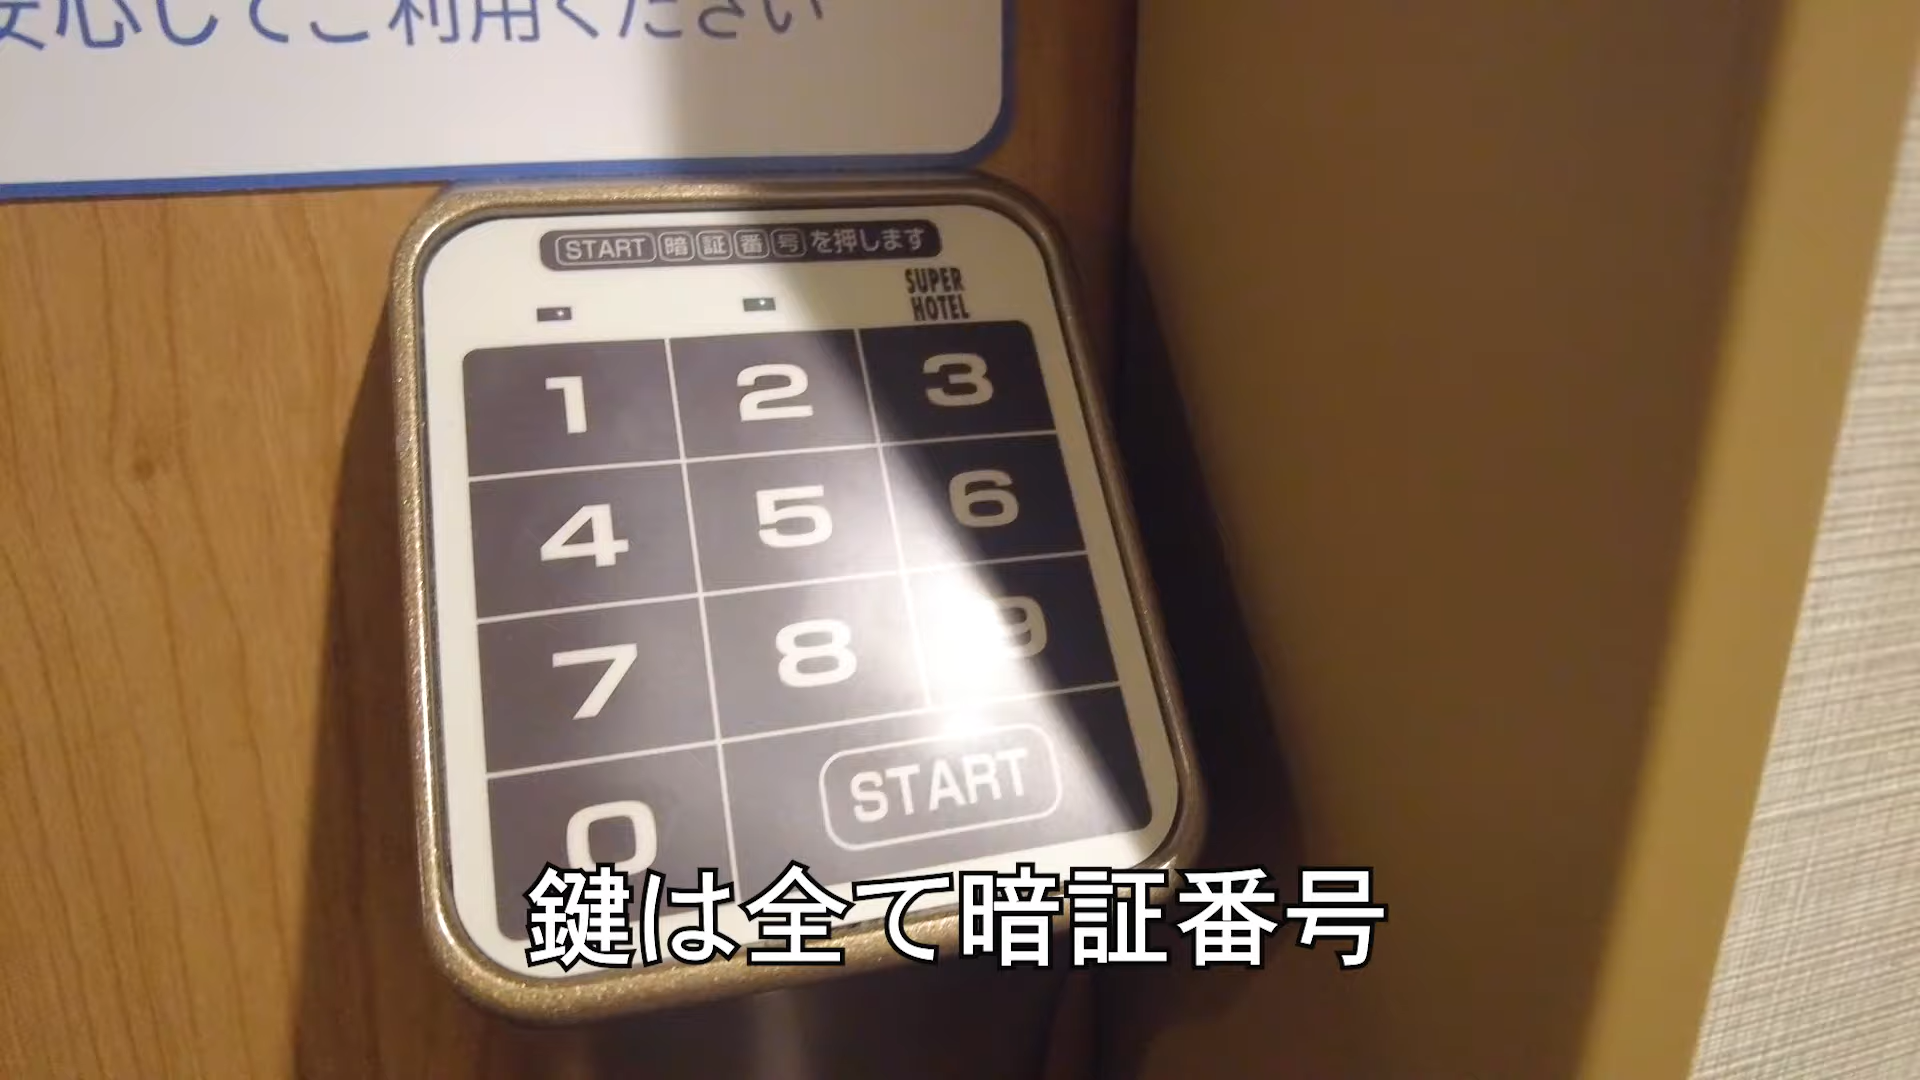 安心してご利用ください
START 暗 証 番 号 を押します
SUPER
HOTEL
1 2 3
4 5 6
7 8 9
0 START
鍵は全て暗証番号